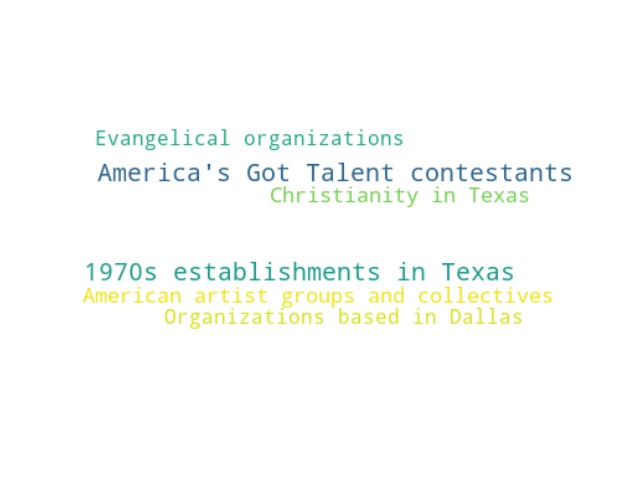 Evangelical organizations
America's Got Talent contestants
Christianity in Texas
1970s establishments in Texas
American artist groups and collectives
Organizations based in Dallas